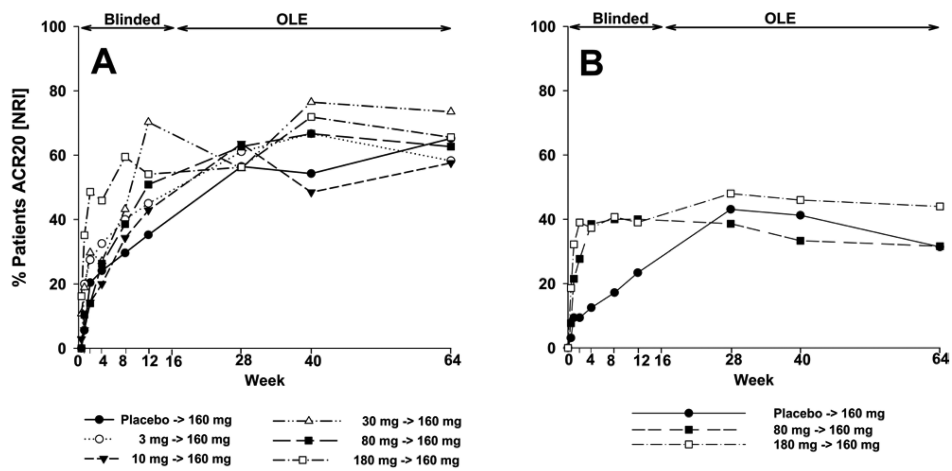 Blinded OLE
A
% Patients ACR20 [NRI]
100
80
60
40
20
0
0 4 8 12 16 28 40 64
Week
Placebo -> 160 mg
3 mg -> 160 mg
10 mg -> 160 mg
30 mg -> 160 mg
80 mg -> 160 mg
180 mg -> 160 mg
Blinded OLE
B
100
80
60
40
20
0
0 4 8 12 16 28 40 64
Week
Placebo -> 160 mg
80 mg -> 160 mg
180 mg -> 160 mg